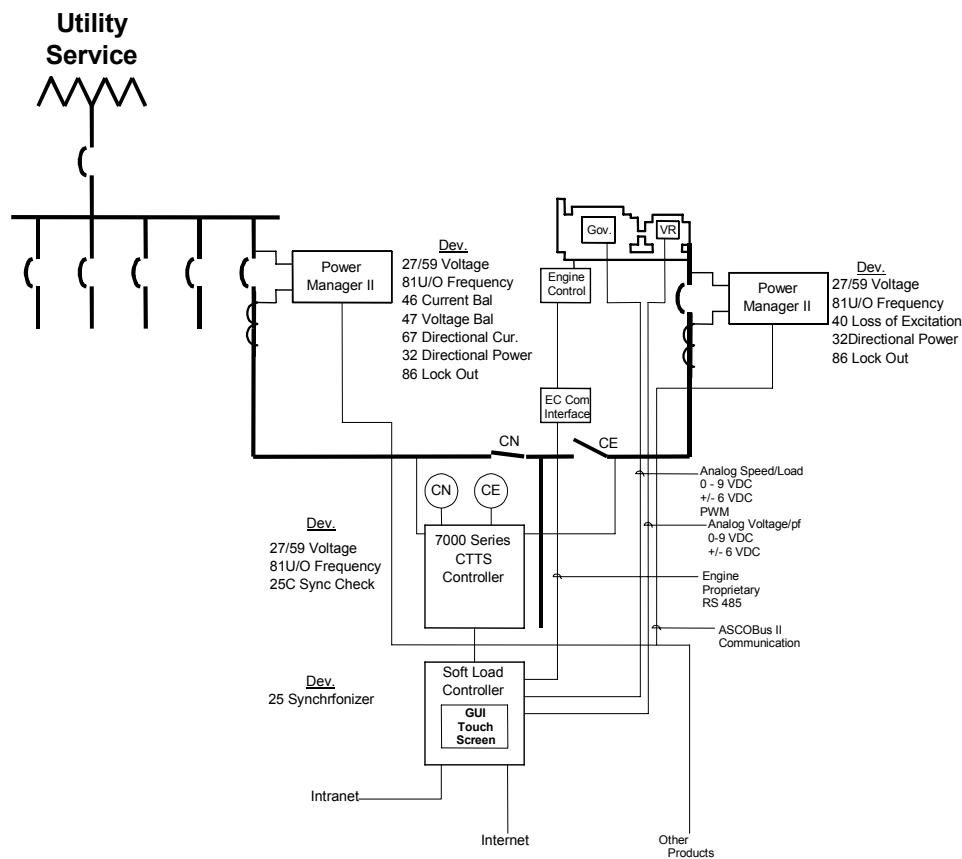 Utility
Service
Power
Manager II
Dev.
27/59 Voltage
81U/O Frequency
46 Current Bal
47 Voltage Bal
67 Directional Cur.
32 Directional Power
86 Lock Out
Gov.
VR
Engine
Control
EC Com
Interface
Power
Manager II
Dev.
27/59 Voltage
81U/O Frequency
40 Loss of Excitation
32Directional Power
86 Lock Out
CN
CE
CN
CE
Dev.
27/59 Voltage
81U/O Frequency
25C Sync Check
7000 Series
CTTS
Controller
Analog Speed/Load
0 - 9 VDC
+/- 6 VDC
PWM
Analog Voltage/pf
0-9 VDC
+/- 6 VDC
Engine
Proprietary
RS 485
ASCOBus II
Communication
Dev.
25 Synchrfonizer
Soft Load
Controller
GUI
Touch
Screen
Intranet
Internet
Other
Products